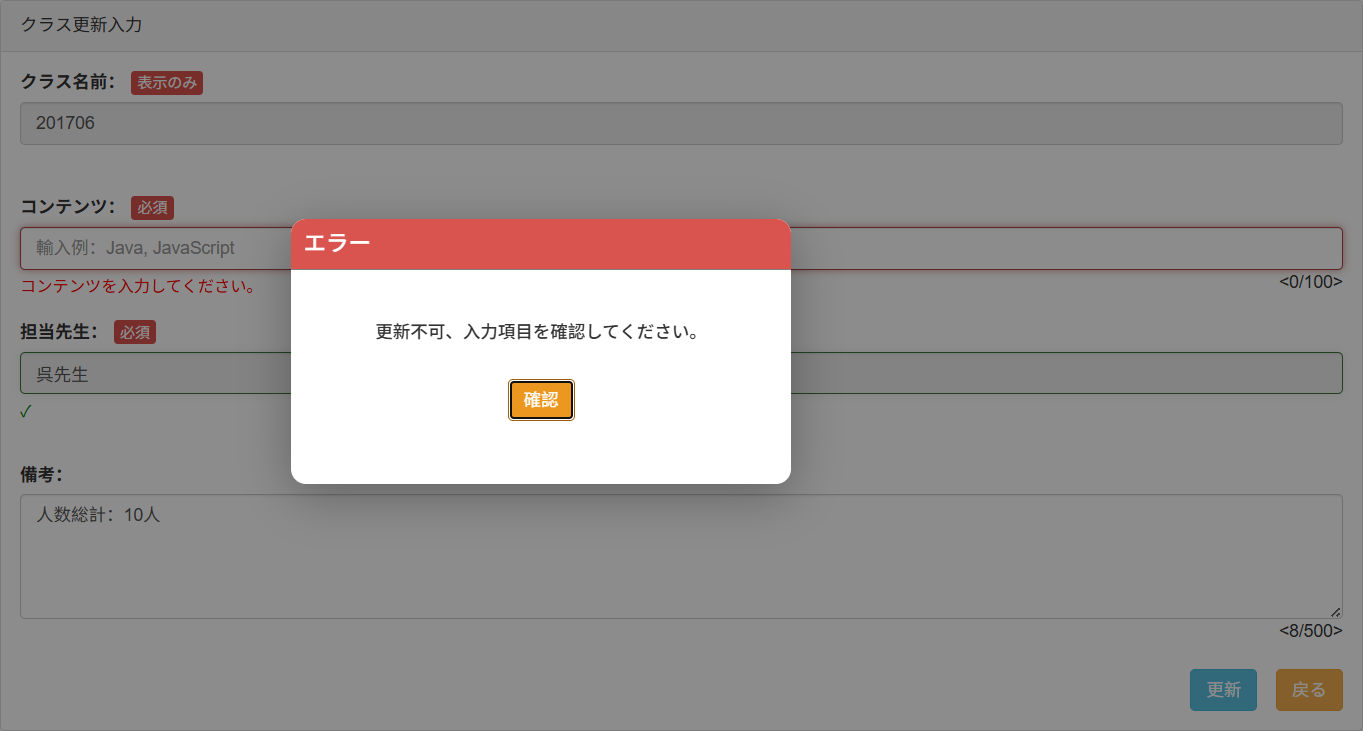 クラス更新入力
クラス名前： 表示のみ
201706
コンテンツ： 必須
輸入例：Java, JavaScript
コンテンツを入力してください。 <0/100>
担当先生： 必須
呉先生
✓
備考：
人数総計：10人
<8/500>
更新 戻る
エラー
更新不可、入力項目を確認してください。
確認